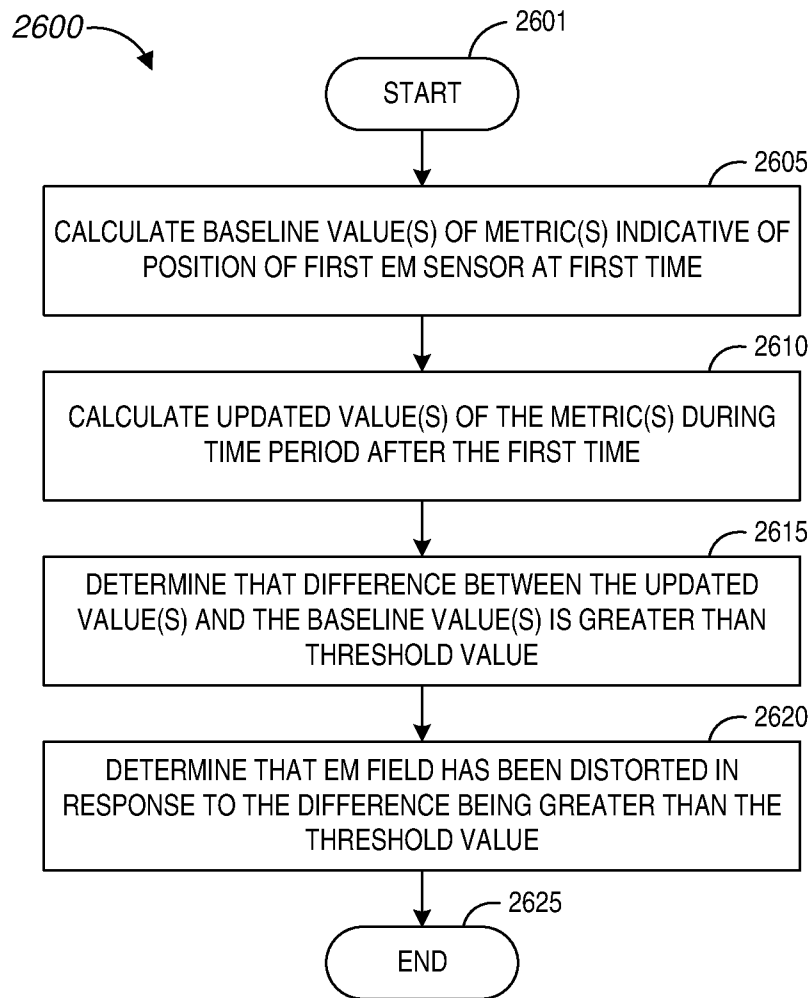 2600
2601
START
2605
CALCULATE BASELINE VALUE(S) OF METRIC(S) INDICATIVE OF
POSITION OF FIRST EM SENSOR AT FIRST TIME
2610
CALCULATE UPDATED VALUE(S) OF THE METRIC(S) DURING
TIME PERIOD AFTER THE FIRST TIME
2615
DETERMINE THAT DIFFERENCE BETWEEN THE UPDATED
VALUE(S) AND THE BASELINE VALUE(S) IS GREATER THAN
THRESHOLD VALUE
2620
DETERMINE THAT EM FIELD HAS BEEN DISTORTED IN
RESPONSE TO THE DIFFERENCE BEING GREATER THAN THE
THRESHOLD VALUE
2625
END